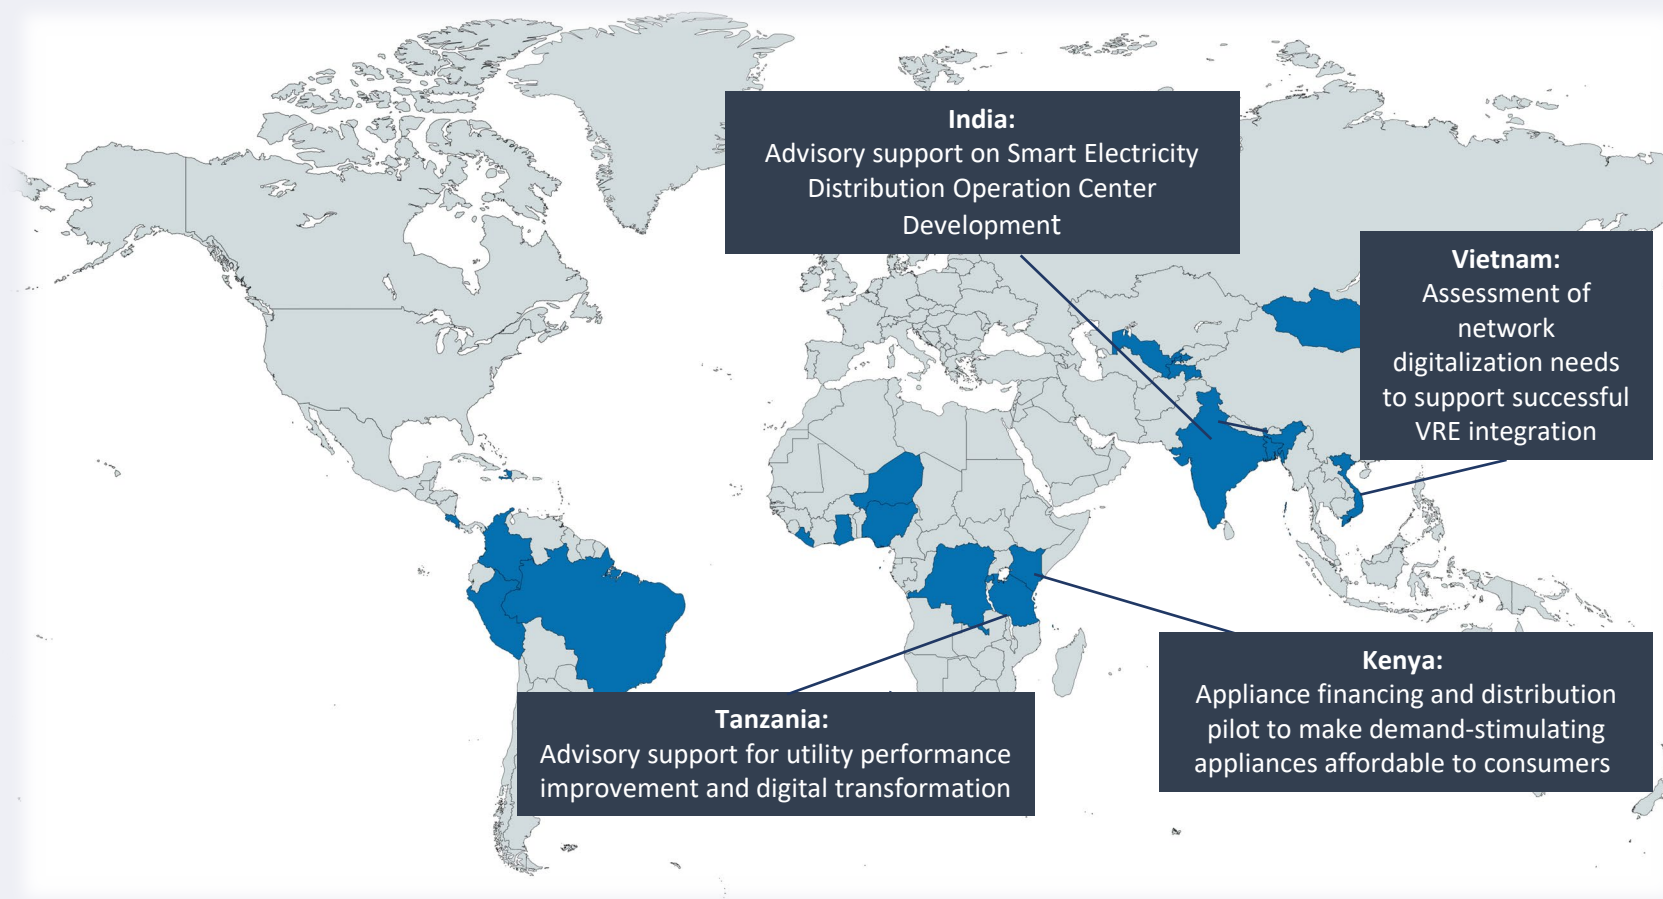 India:
Advisory support on Smart Electricity
Distribution Operation Center
Development
Vietnam:
Assessment of
network
digitalization needs
to support successful
VRE integration
Kenya:
Appliance financing and distribution
pilot to make demand-stimulating
appliances affordable to consumers
Tanzania:
Advisory support for utility performance
improvement and digital transformation